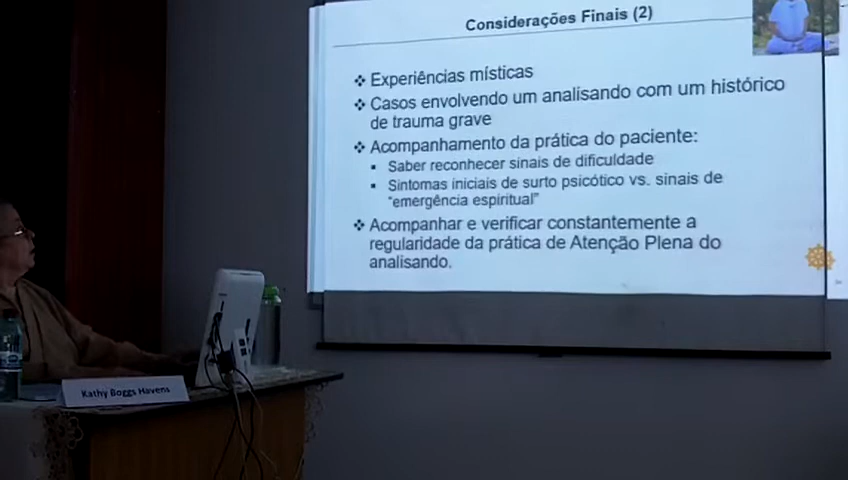 Considerações Finais (2)
Experiências místicas
Casos envolvendo um analisando com um histórico
de trauma grave
Acompanhamento da prática do paciente:
Saber reconhecer sinais de dificuldade
Sintomas iniciais de surto psicótico vs. sinais de
"emergência espiritual"
Acompanhar e verificar constantemente a
regularidade da prática de Atenção Plena do
analisando.
Kathy Boggs Havens